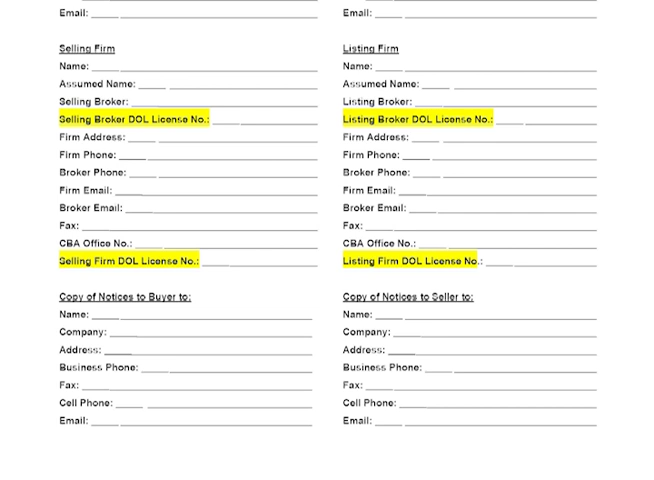 Email:
Selling Firm
Name:
Assumed Name:
Selling Broker:
Selling Broker DOL License No.:
Firm Address:
Firm Phone:
Broker Phone:
Firm Email:
Broker Email:
Fax:
CBA Office No.:
Selling Firm DOL License No.:
Copy of Notices to Buyer to:
Name:
Company:
Address:
Business Phone:
Fax:
Cell Phone:
Email:
Email:
Listing Firm
Name:
Assumed Name:
Listing Broker:
Listing Broker DOL License No.:
Firm Address:
Firm Phone:
Broker Phone:
Firm Email:
Broker Email:
Fax:
CBA Office No.:
Listing Firm DOL License No.:
Copy of Notices to Seller to:
Name:
Company:
Address:
Business Phone:
Fax:
Cell Phone:
Email: